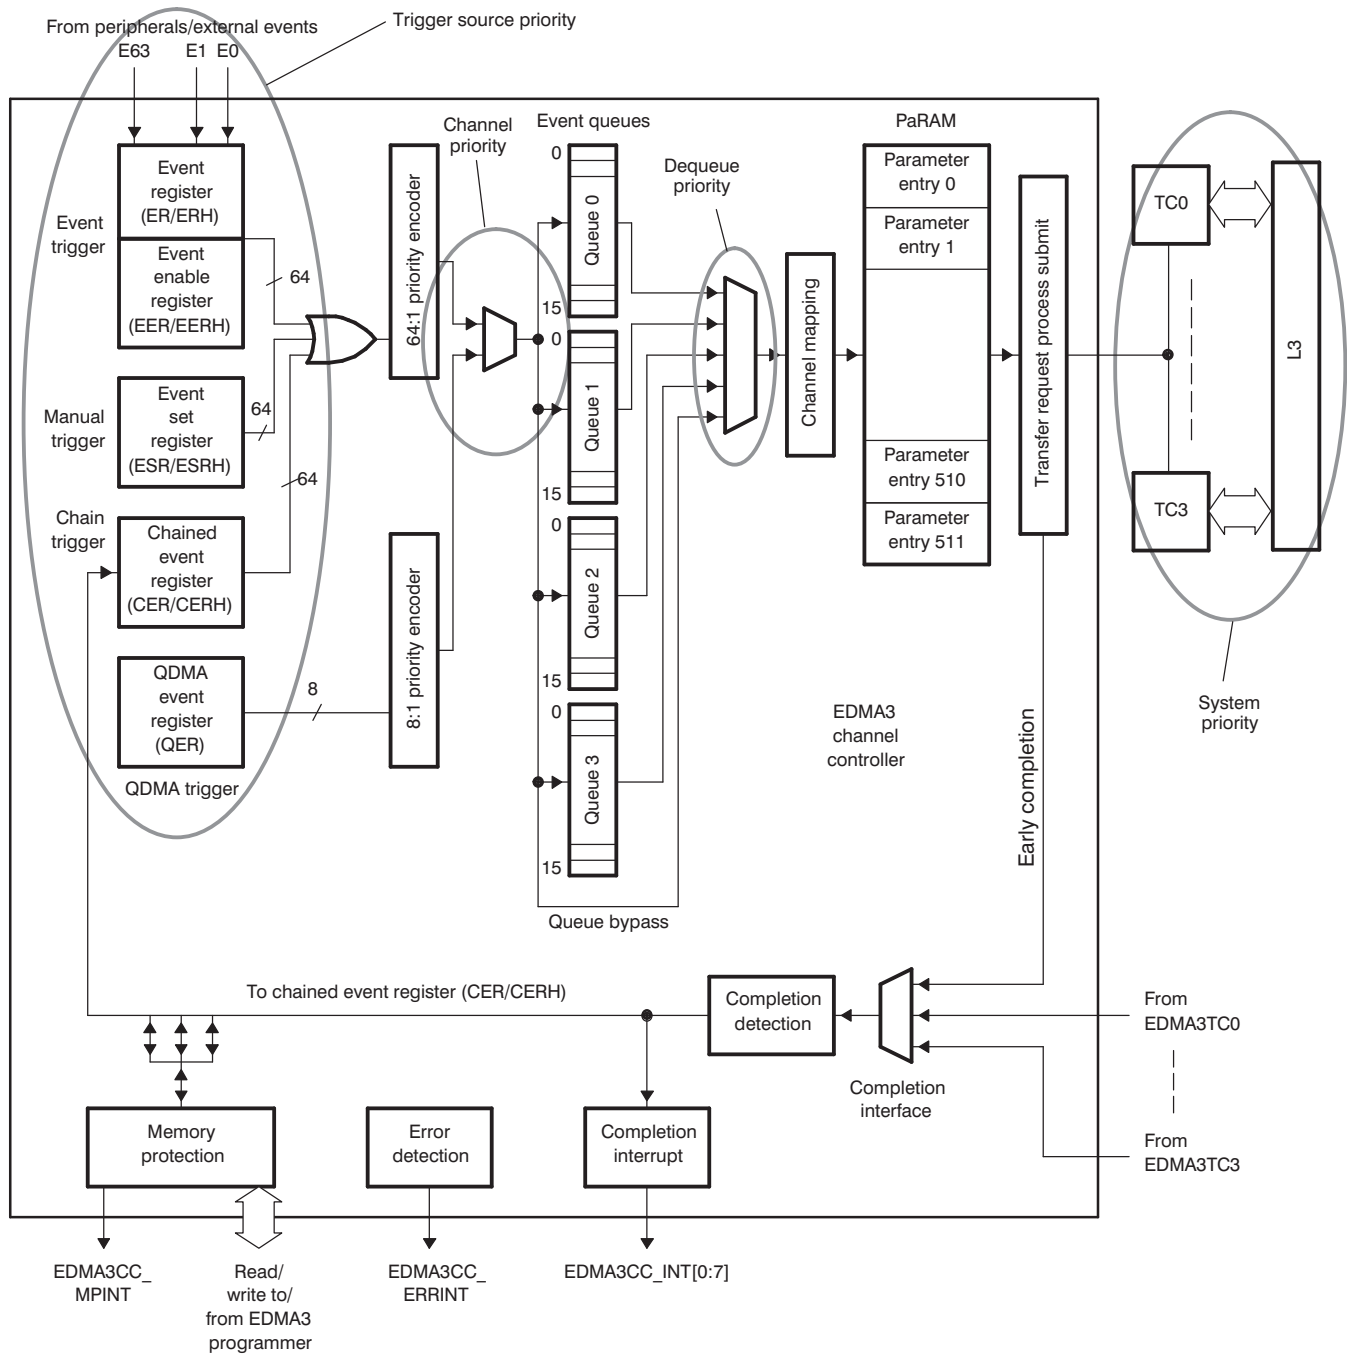 From peripherals/external events
E63 E1 E0
Trigger source priority
Event
register
(ER/ERH)
Event
trigger
Event
enable
register
(EER/EERH)
64
Manual
trigger
Event
set
register
(ESR/ESRH)
64
64
Chain
trigger
Chained
event
register
(CER/CERH)
QDMA
event
register
(QER)
8
QDMA trigger
64:1 priority encoder
8:1 priority encoder
Channel
priority
Event queues
0
Queue 0
15
0
Queue 1
15
0
Queue 2
15
0
Queue 3
15
Queue bypass
Dequeue
priority
Channel mapping
PaRAM
Parameter
entry 0
Parameter
entry 1
Parameter
entry 510
Parameter
entry 511
Transfer request process submit
TC0
TC3
L3
System
priority
EDMA3
channel
controller
Early completion
To chained event register (CER/CERH)
Completion
detection
Completion
interface
From
EDMA3TC0
From
EDMA3TC3
Memory
protection
Error
detection
Completion
interrupt
EDMA3CC_
MPINT
Read/
write to/
from EDMA3
programmer
EDMA3CC_
ERRINT
EDMA3CC_INT[0:7]